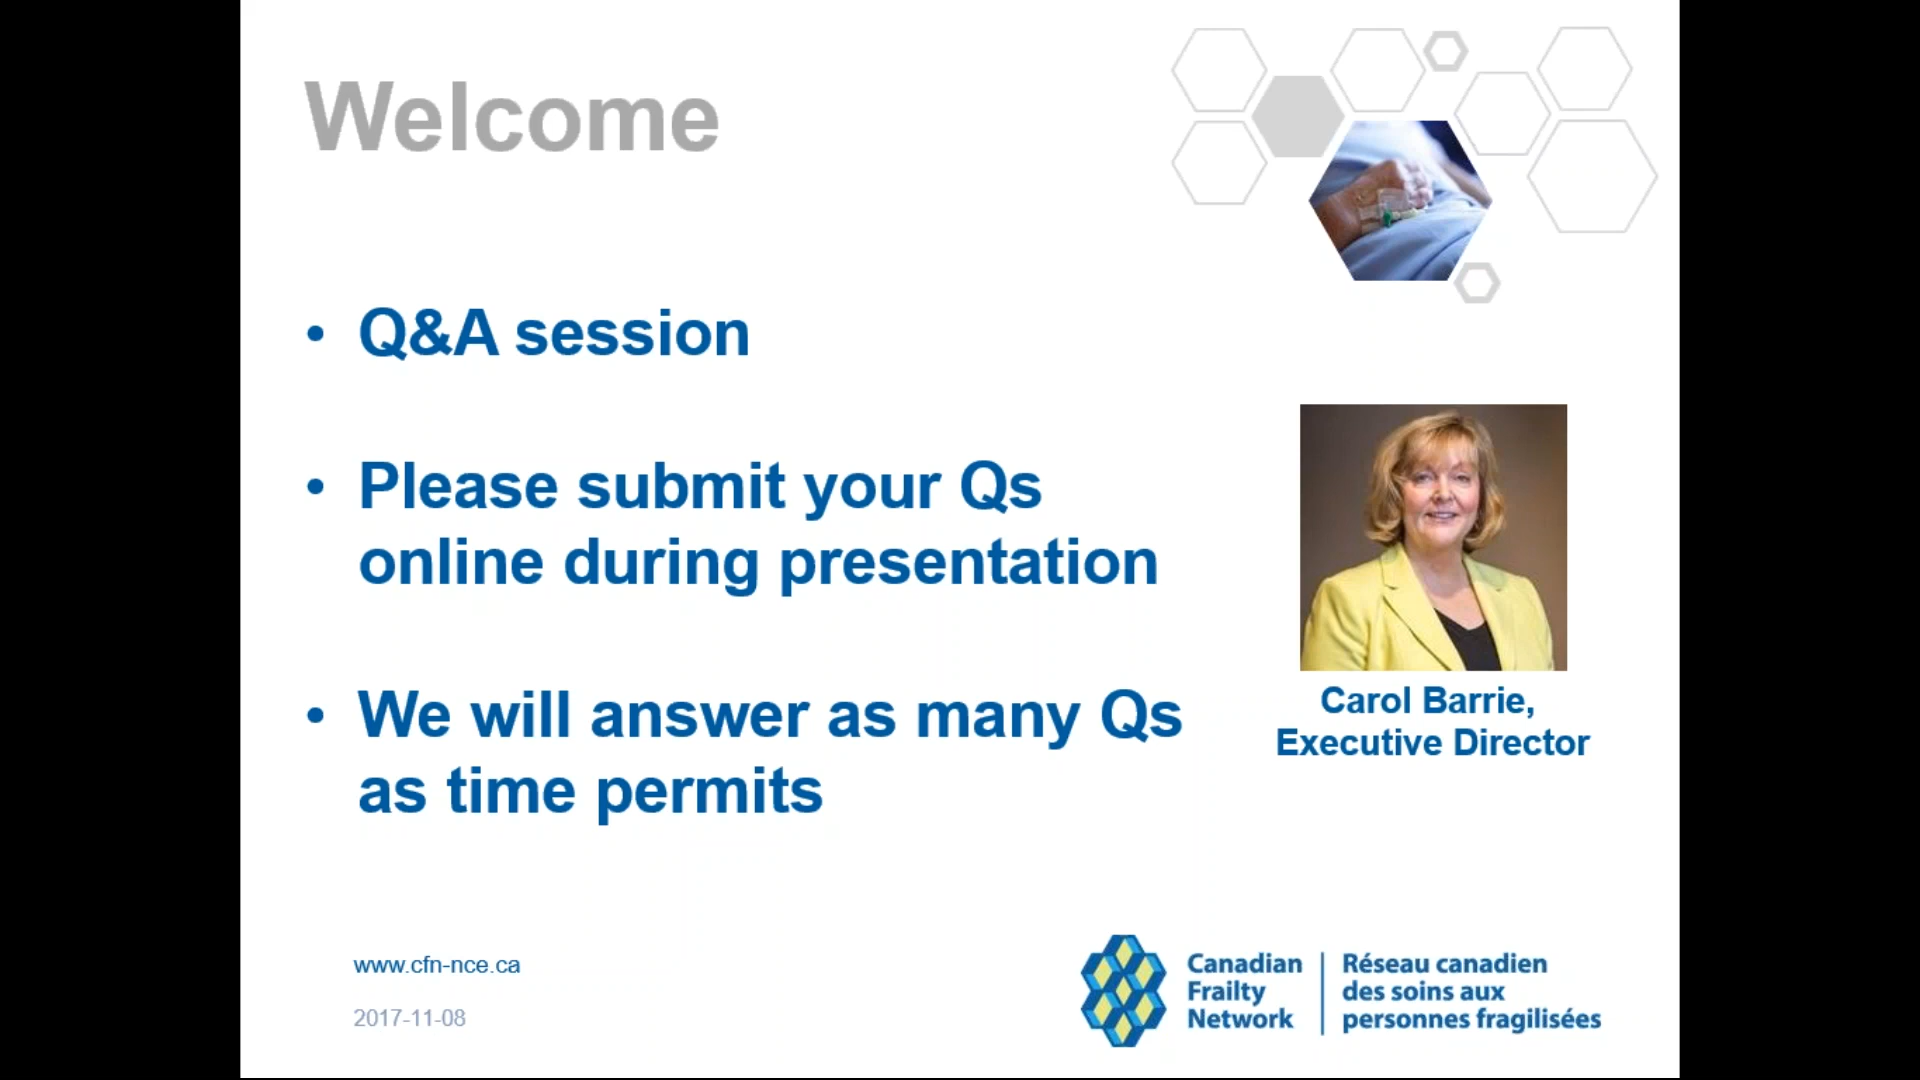 Welcome
• Q&A session
• Please submit your Qs
online during presentation
• We will answer as many Qs
as time permits
Carol Barrie,
Executive Director
www.cfn-nce.ca
2017-11-08
Canadian
Frailty
Network
Réseau canadien
des soins aux
personnes fragilisées